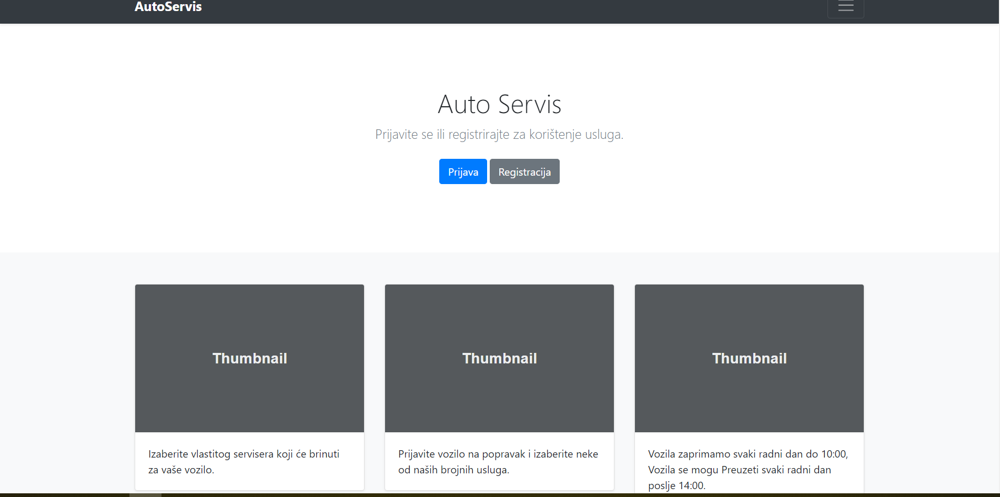 AutoServis
Auto Servis
Prijavite se ili registrirajte za korištenje usluga.
Prijava
Registracija
Thumbnail
Thumbnail
Thumbnail
Izaberite vlastitog servisera koji će brinuti
za vaše vozilo.
Prijavite vozilo na popravak i izaberite neke
od naših brojnih usluga.
Vozila zaprimamo svaki radni dan do 10:00,
Vozila se mogu Preuzeti svaki radni dan
poslje 14:00.